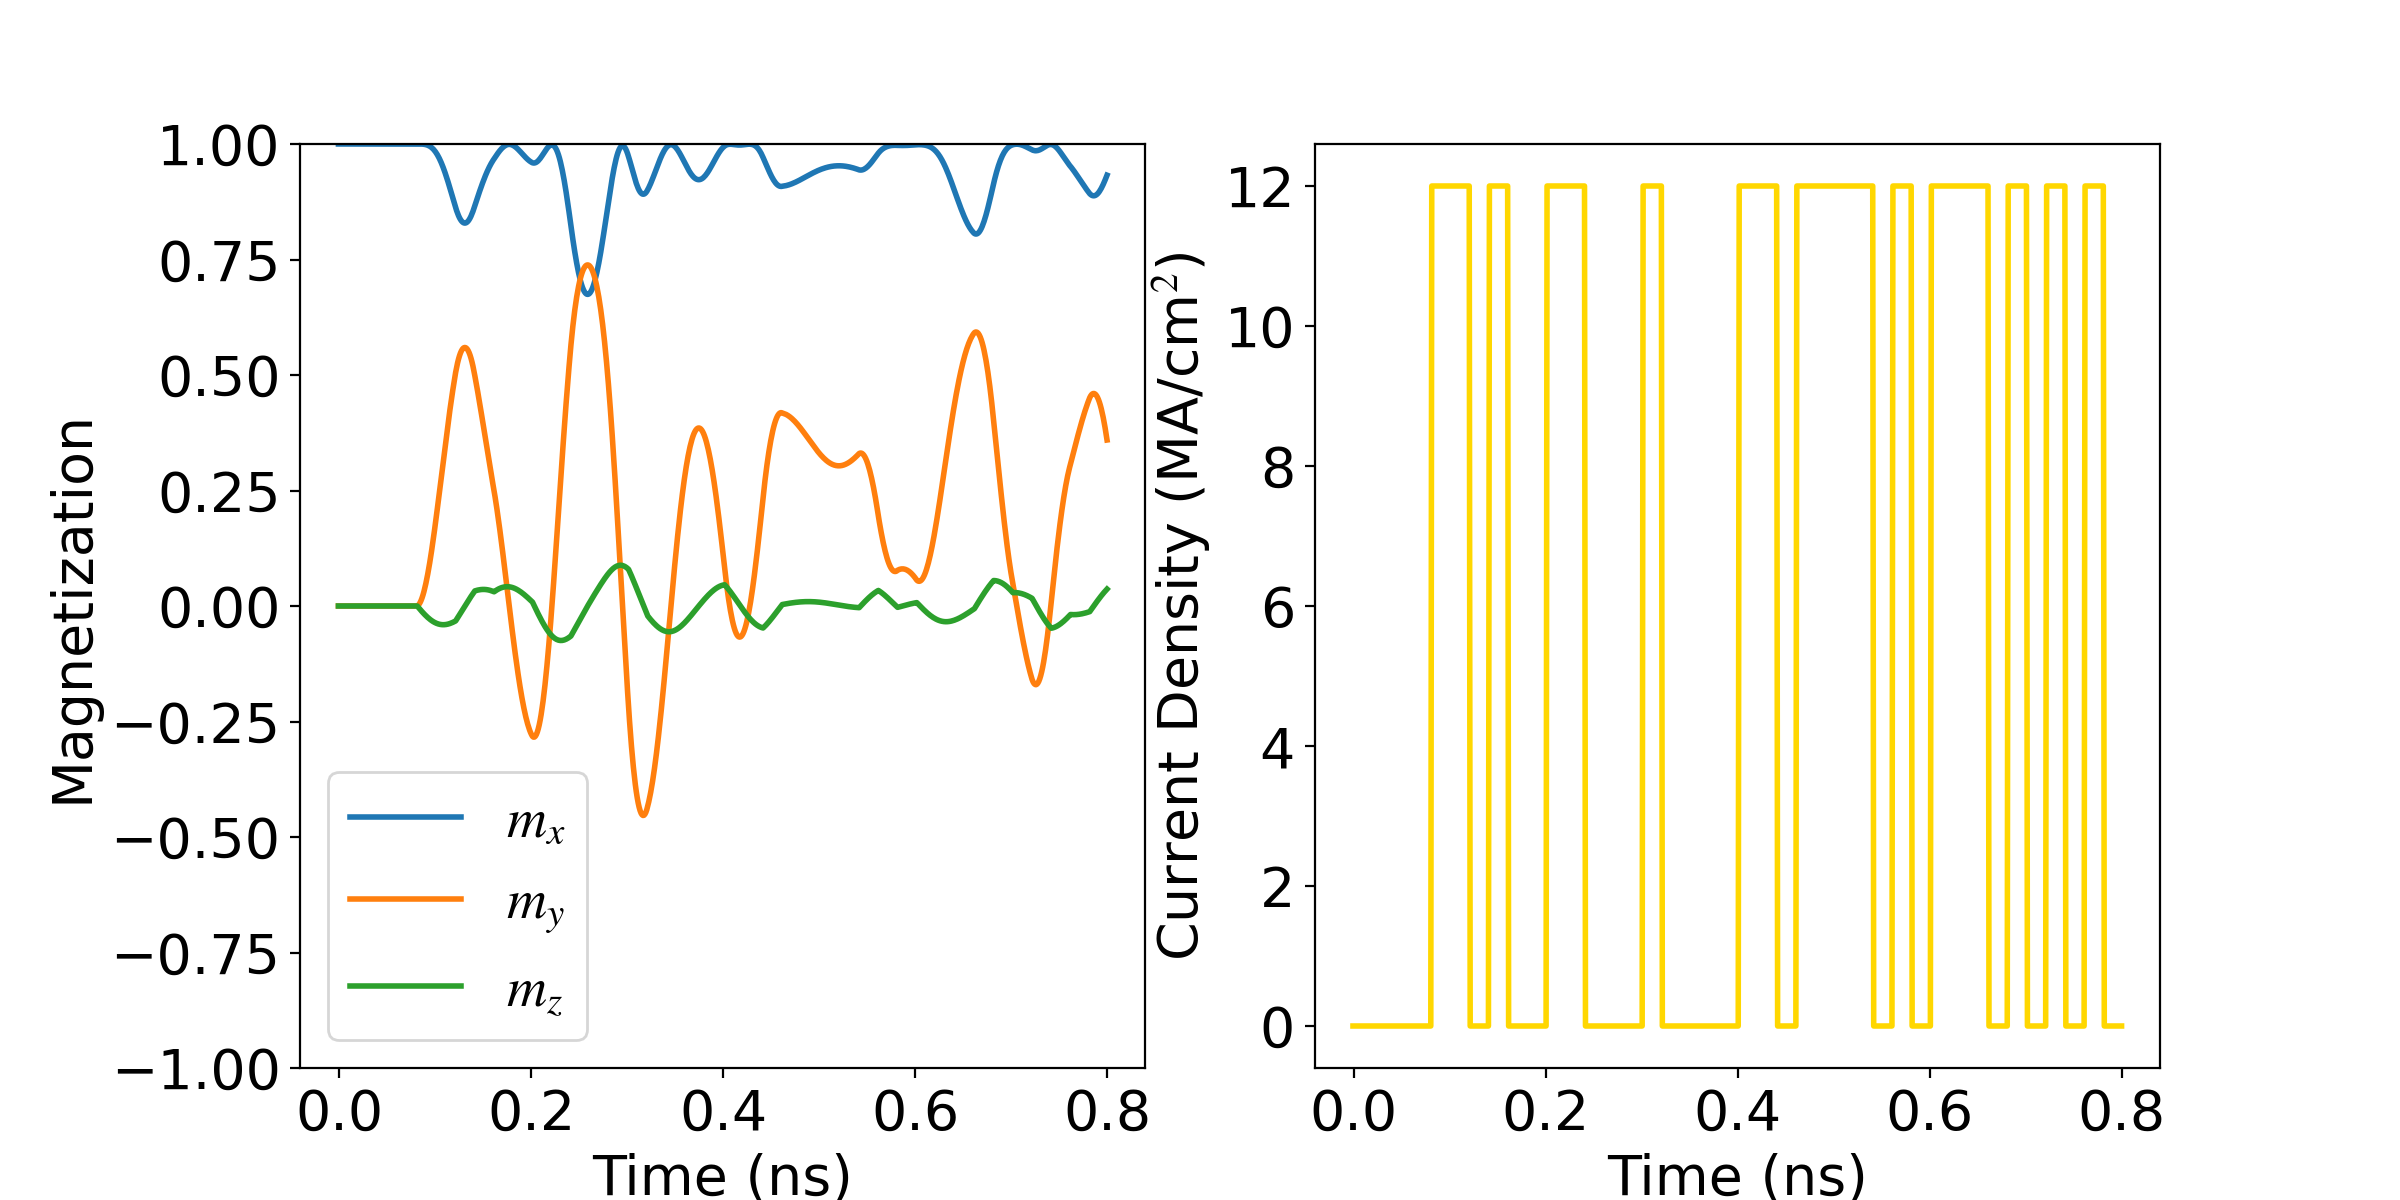 Magnetization
1.00
0.75
0.50
0.25
0.00
−0.25
−0.50
−0.75
−1.00
0.0 0.2 0.4 0.6 0.8
Time (ns)
m_x
m_y
m_z
Current Density (MA/cm²)
12
10
8
6
4
2
0
0.0 0.2 0.4 0.6 0.8
Time (ns)